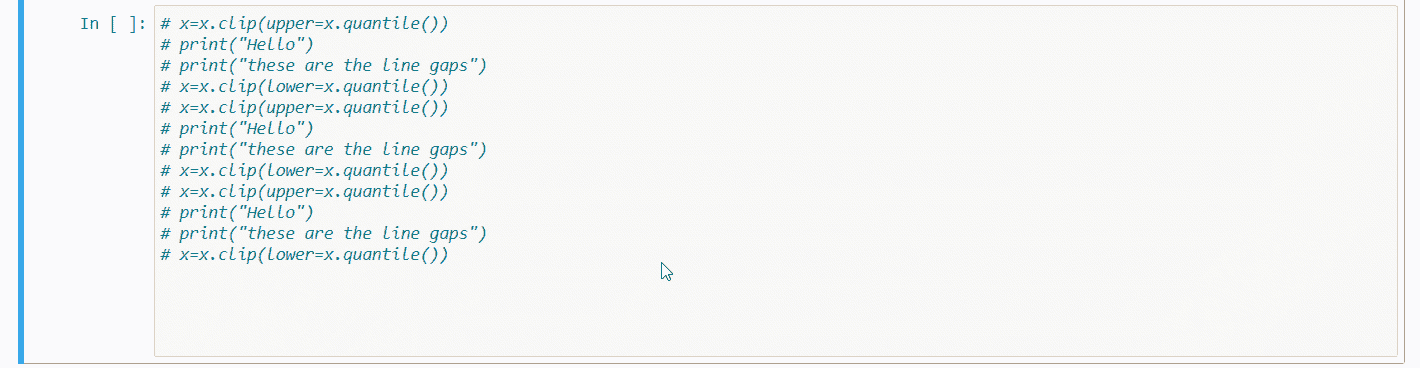 In [ ]: # x=x.clip(upper=x.quantile())
# print("Hello")
# print("these are the line gaps")
# x=x.clip(lower=x.quantile())
# x=x.clip(upper=x.quantile())
# print("Hello")
# print("these are the line gaps")
# x=x.clip(lower=x.quantile())
# x=x.clip(upper=x.quantile())
# print("Hello")
# print("these are the line gaps")
# x=x.clip(lower=x.quantile())